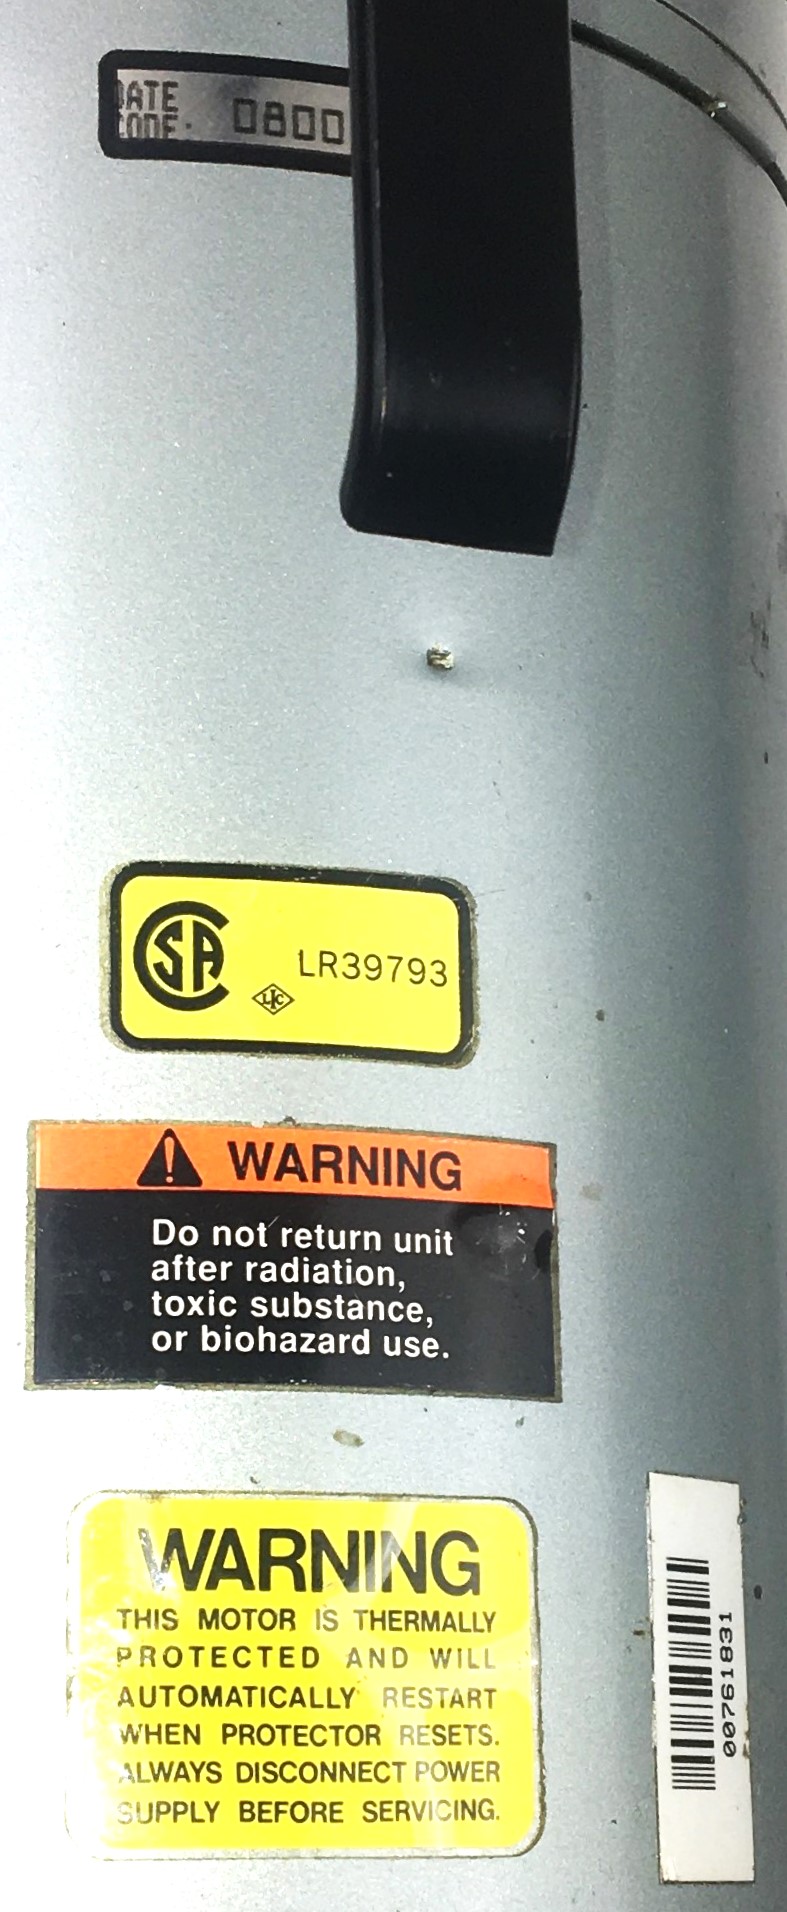 DATE
CODE: 0800
CSA
LR39793
WARNING
Do not return unit
after radiation,
toxic substance,
or biohazard use.
WARNING
THIS MOTOR IS THERMALLY
PROTECTED AND WILL
AUTOMATICALLY RESTART
WHEN PROTECTOR RESETS.
ALWAYS DISCONNECT POWER
SUPPLY BEFORE SERVICING.
00761831